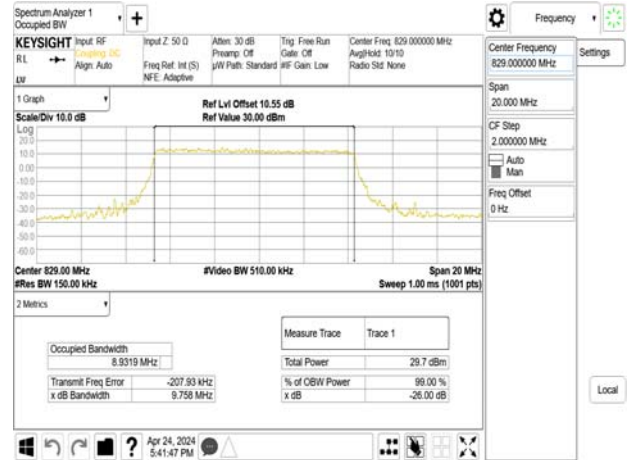 Spectrum Analyzer 1
Occupied BW
Frequency
KEYSIGHT
Input: RF
Coupling: DC
Align: Auto
Input Z: 50 Ω
Freq Ref: Int (S)
NFE: Adaptive
Atten: 30 dB
Preamp: Off
µW Path: Standard
Trig: Free Run
Gate: Off
#IF Gain: Low
Center Freq: 829.000000 MHz
Avg|Hold: 10/10
Radio Std: None
RL
Center Frequency
829.000000 MHz
Settings
Span
20.000 MHz
CF Step
2.000000 MHz
Auto
Man
Freq Offset
0 Hz
Local
1 Graph
Scale/Div 10.0 dB
Ref Lvl Offset 10.55 dB
Ref Value 30.00 dBm
Log
20.0
10.0
0.00
-10.0
-20.0
-30.0
-40.0
-50.0
-60.0
Center 829.00 MHz
#Res BW 150.00 kHz
#Video BW 510.00 kHz
Span 20 MHz
Sweep 1.00 ms (1001 pts)
2 Metrics
Measure Trace Trace 1
Occupied Bandwidth
8.9319 MHz
Total Power 29.7 dBm
Transmit Freq Error -207.93 kHz
% of OBW Power 99.00 %
x dB Bandwidth 9.758 MHz
x dB -26.00 dB
Apr 24, 2024
5:41:47 PM